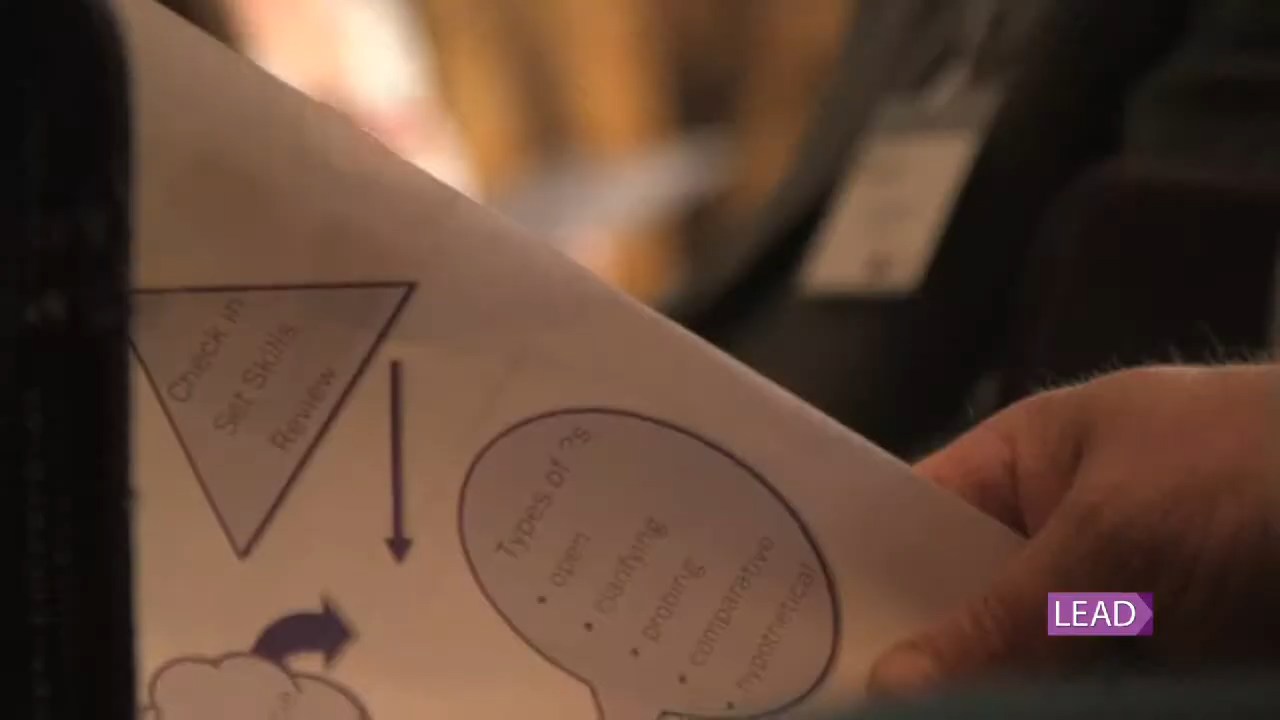 Check in
Set Skills
Review
Types of ?s
• open
• clarifying
• probing
• comparative
• hypothetical
LEAD